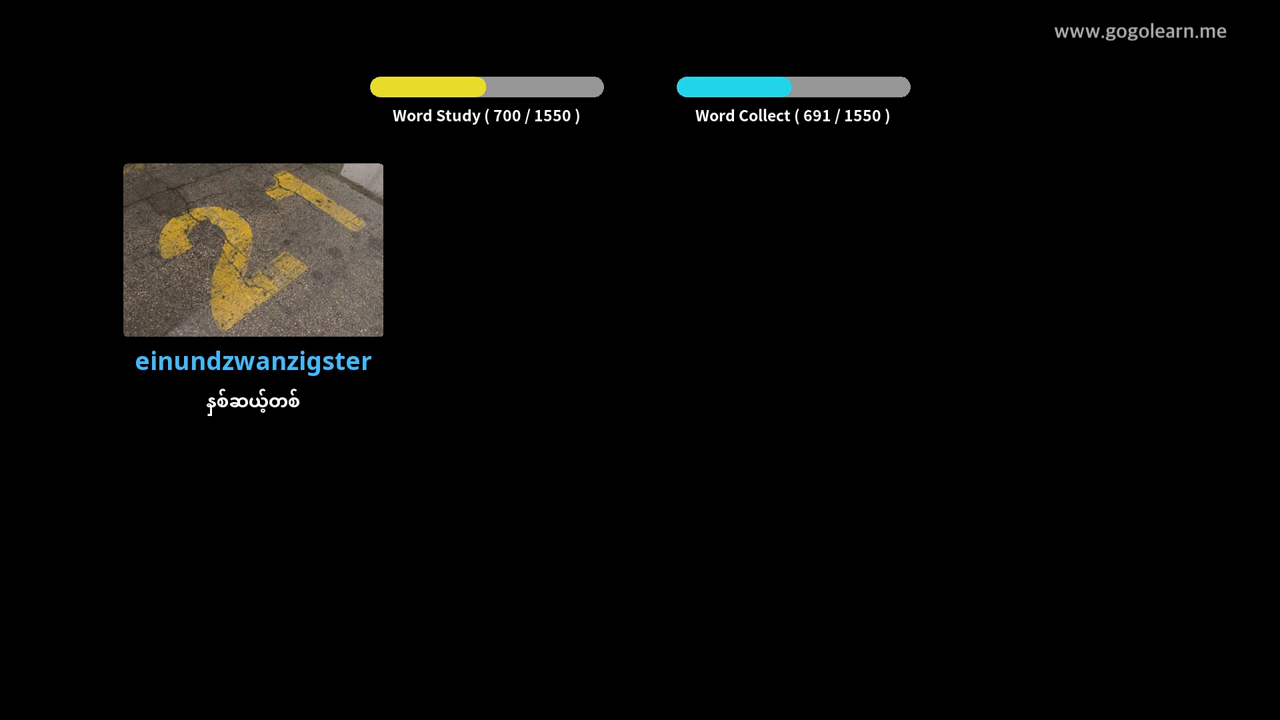 www.gogolearn.me
Word Study ( 700 / 1550 )
Word Collect ( 691 / 1550 )
21
einundzwanzigster
နှစ်ဆယ့်တစ်